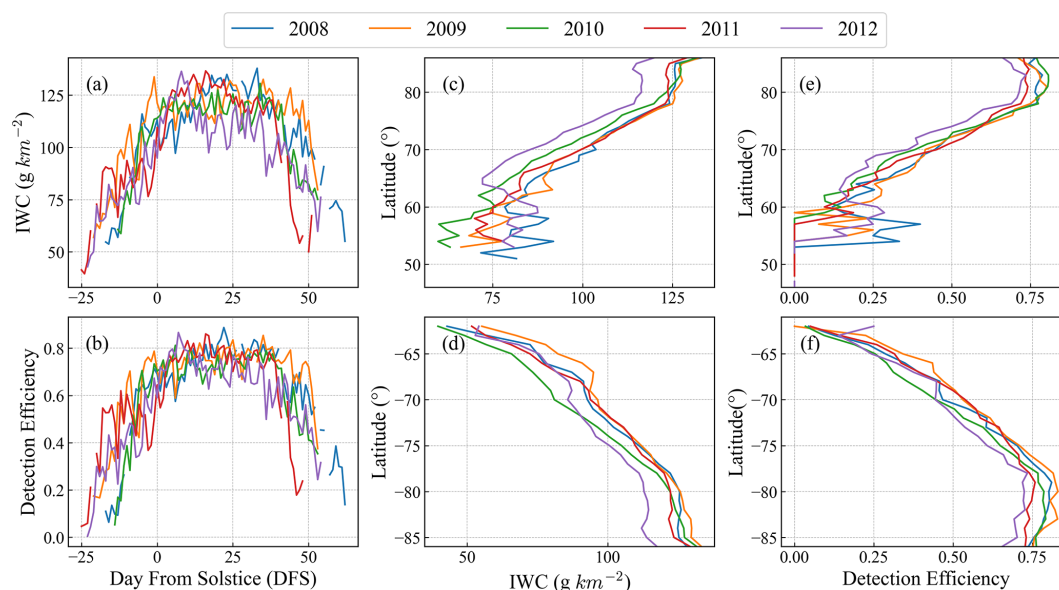 2008 2009 2010 2011 2012
(a)
IWC (g km−2)
125
100
75
50
−25 0 25 50
(c)
Latitude (°)
80
70
60
50
75 100 125
(e)
Latitude(°)
80
70
60
50
0.00 0.25 0.50 0.75
(b)
Detection Efficiency
0.8
0.6
0.4
0.2
0.0
−25 0 25 50
Day From Solstice (DFS)
(d)
Latitude (°)
−65
−70
−75
−80
−85
50 100
IWC (g km−2)
(f)
Latitude(°)
−65
−70
−75
−80
−85
0.00 0.25 0.50 0.75
Detection Efficiency